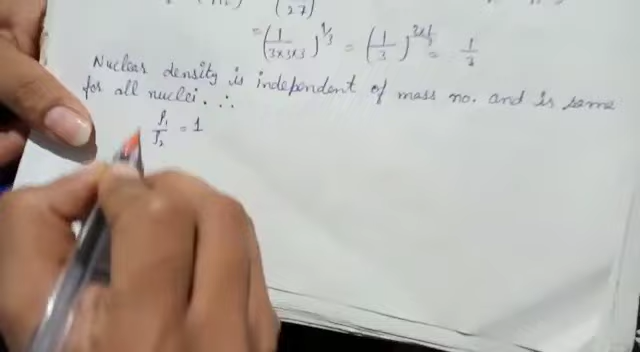 (27)
= (1/3×3×3)^1/3 = (1/3)^3×1/3 = 1/3
Nuclear density is independent of mass no. and is same
for all nuclei. ∴
ρ₁/ρ₂ = 1